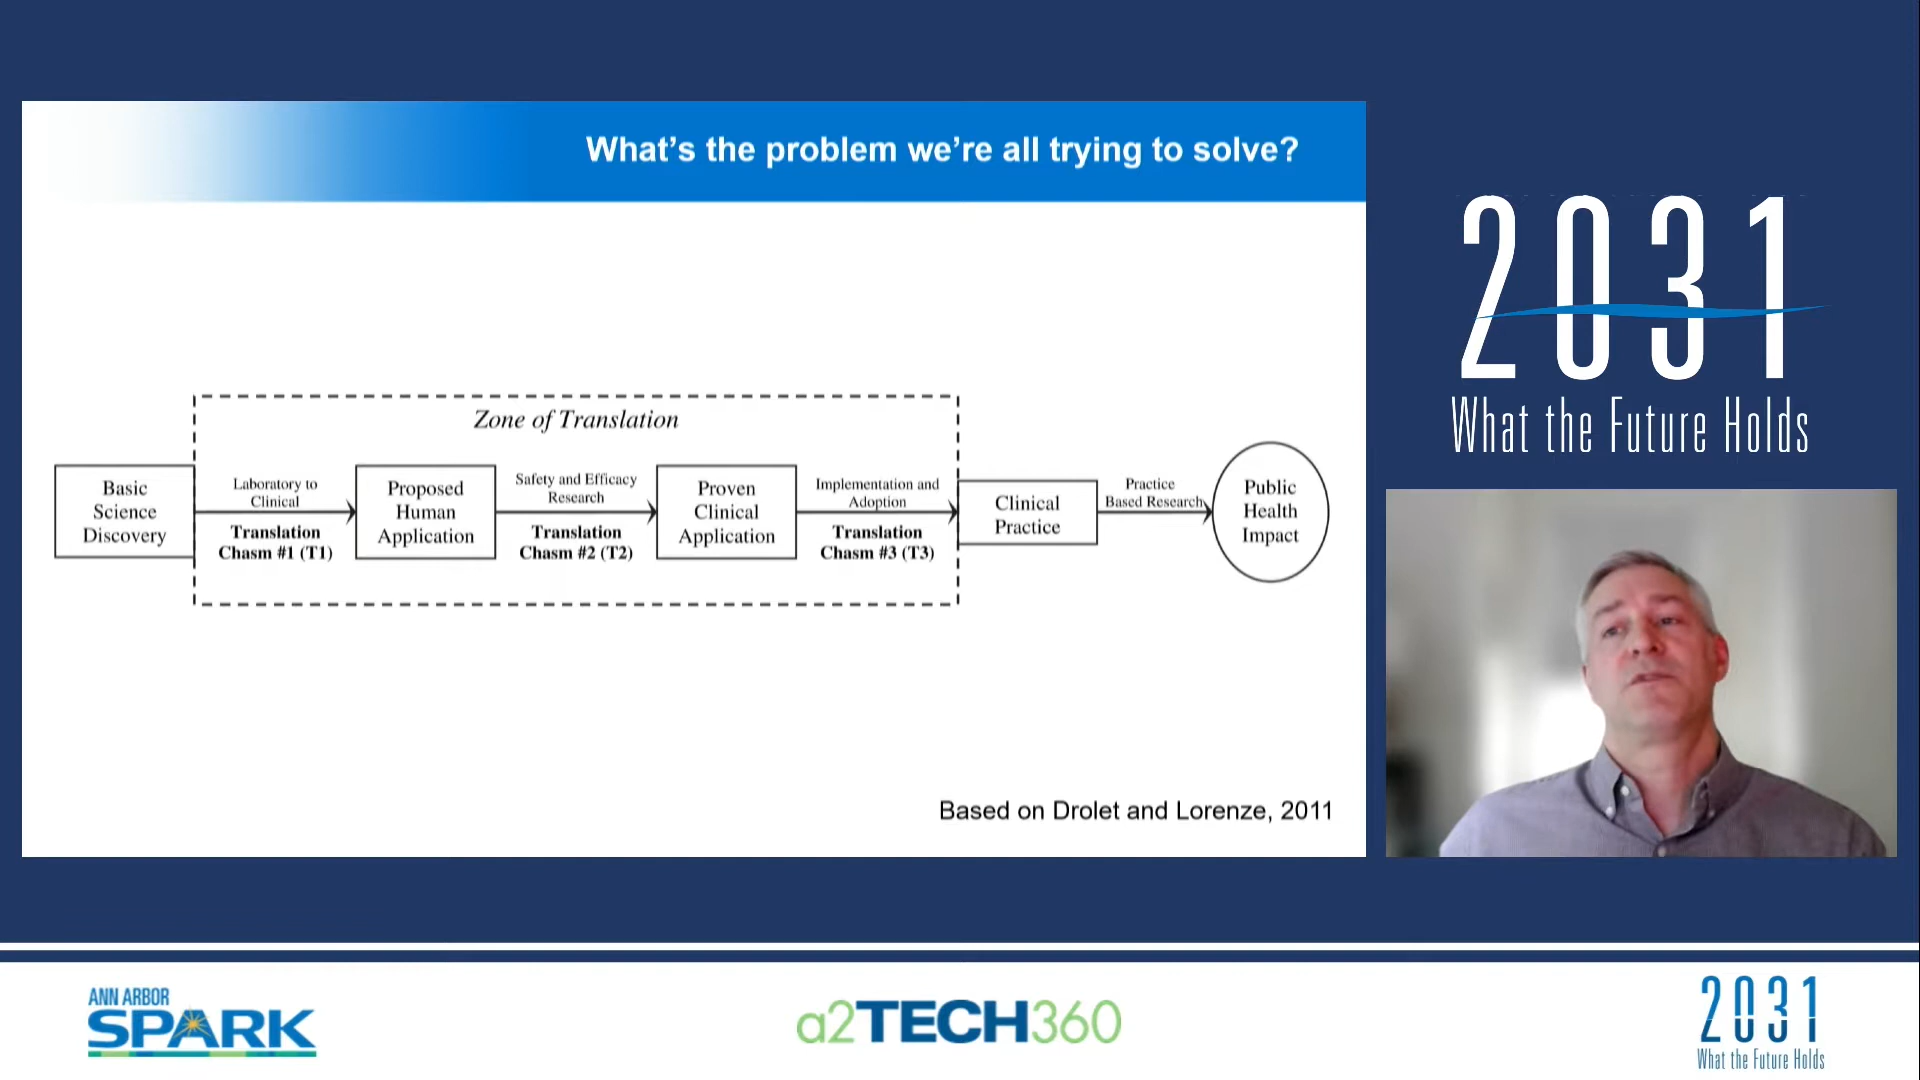 What's the problem we're all trying to solve?
Zone of Translation
Basic
Science
Discovery
Laboratory to
Clinical
Translation
Chasm #1 (T1)
Proposed
Human
Application
Safety and Efficacy
Research
Translation
Chasm #2 (T2)
Proven
Clinical
Application
Implementation and
Adoption
Translation
Chasm #3 (T3)
Clinical
Practice
Practice
Based Research
Public
Health
Impact
Based on Drolet and Lorenze, 2011
2031
What the Future Holds
ANN ARBOR
SPARK
a2TECH360
2031
What the Future Holds